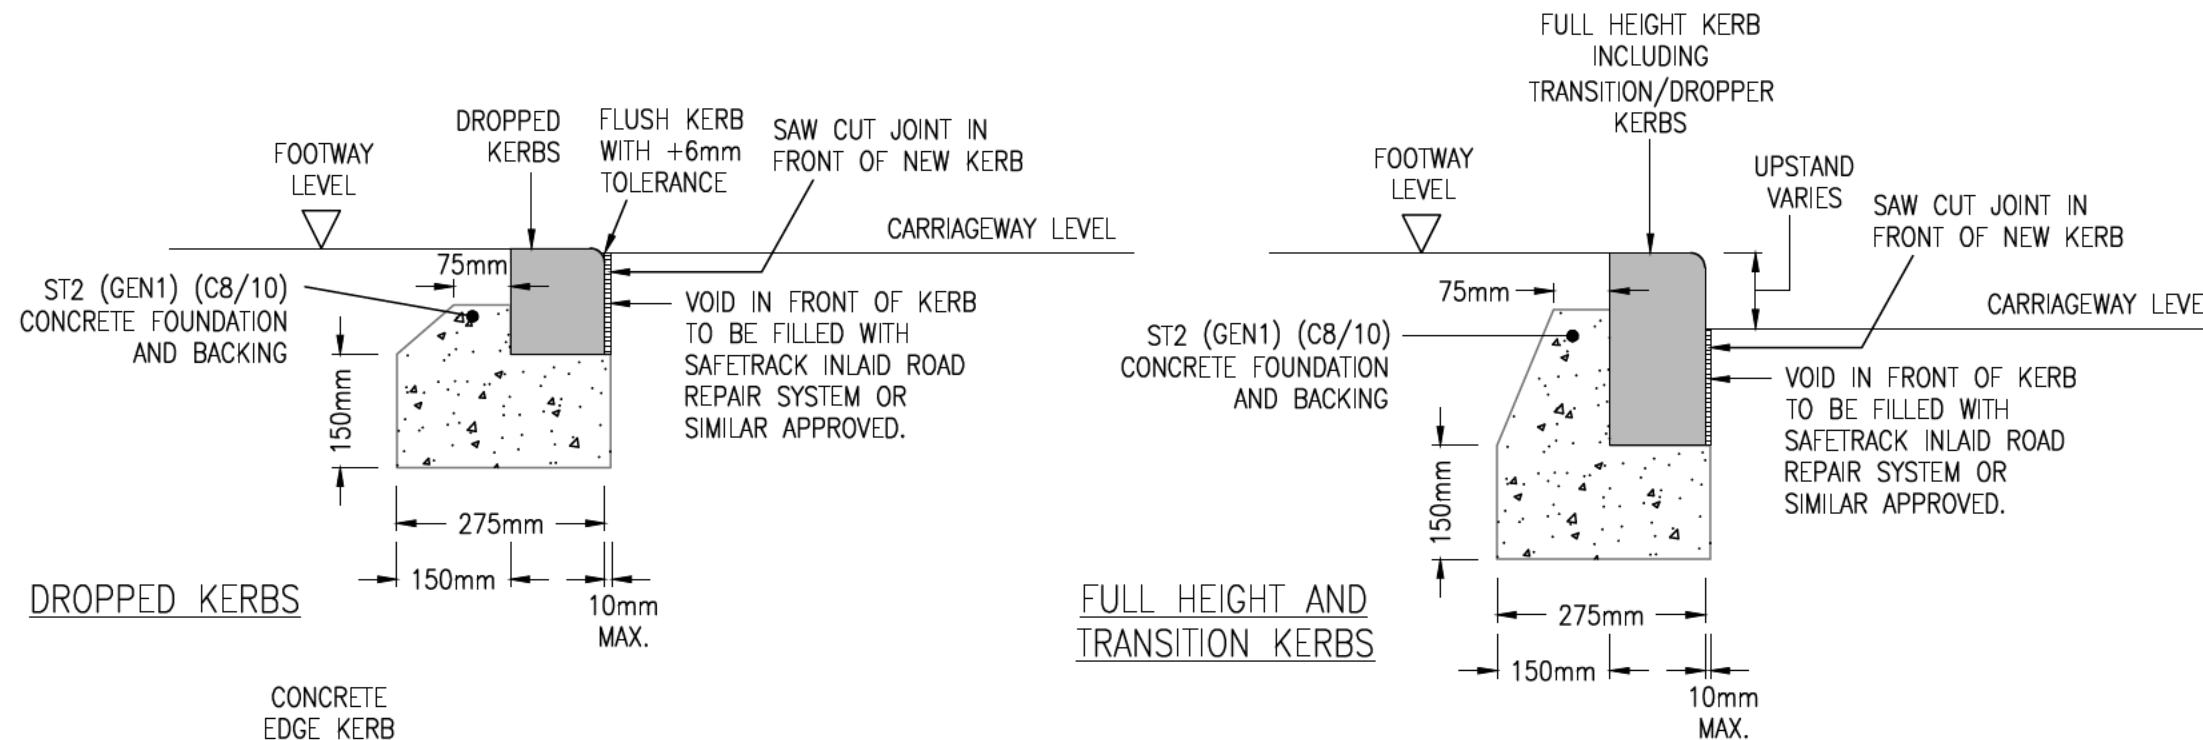 DROPPED
KERBS
FLUSH KERB
WITH +6mm
TOLERANCE
SAW CUT JOINT IN
FRONT OF NEW KERB
FOOTWAY
LEVEL
CARRIAGEWAY LEVEL
75mm
ST2 (GEN1) (C8/10)
CONCRETE FOUNDATION
AND BACKING
VOID IN FRONT OF KERB
TO BE FILLED WITH
SAFETRACK INLAID ROAD
REPAIR SYSTEM OR
SIMILAR APPROVED.
150mm
275mm
150mm
10mm
MAX.
DROPPED KERBS
CONCRETE
EDGE KERB
FULL HEIGHT KERB
INCLUDING
TRANSITION/DROPPER
KERBS
FOOTWAY
LEVEL
UPSTAND
VARIES
SAW CUT JOINT IN
FRONT OF NEW KERB
75mm
CARRIAGEWAY LEVE
ST2 (GEN1) (C8/10)
CONCRETE FOUNDATION
AND BACKING
VOID IN FRONT OF KERB
TO BE FILLED WITH
SAFETRACK INLAID ROAD
REPAIR SYSTEM OR
SIMILAR APPROVED.
150mm
275mm
150mm
10mm
MAX.
FULL HEIGHT AND
TRANSITION KERBS